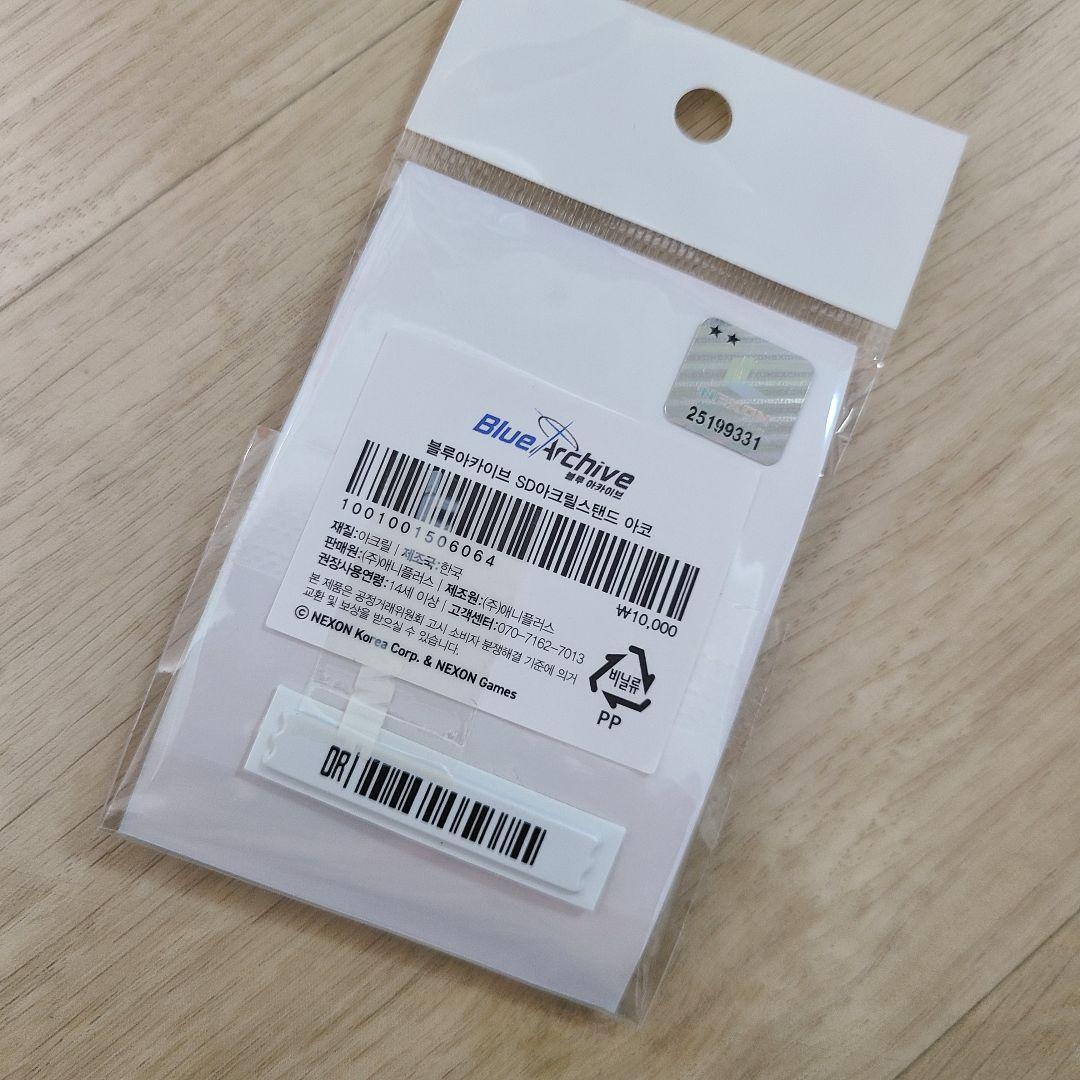 ★★
NEXON
25199331
Blue Archive
블루 아카이브
블루아카이브 SD아크릴스탠드 아코
1001001506064
₩10,000
재질:아크릴 | 제조국:한국
판매원:(주)애니플러스 | 제조원:(주)애니플러스
권장사용연령:14세 이상 | 고객센터:070-7162-7013
본 제품은 공정거래위원회 고시 소비자 분쟁해결 기준에 의거
교환 및 보상을 받으실 수 있습니다.
© NEXON Korea Corp. & NEXON Games
비닐류
PP
DR